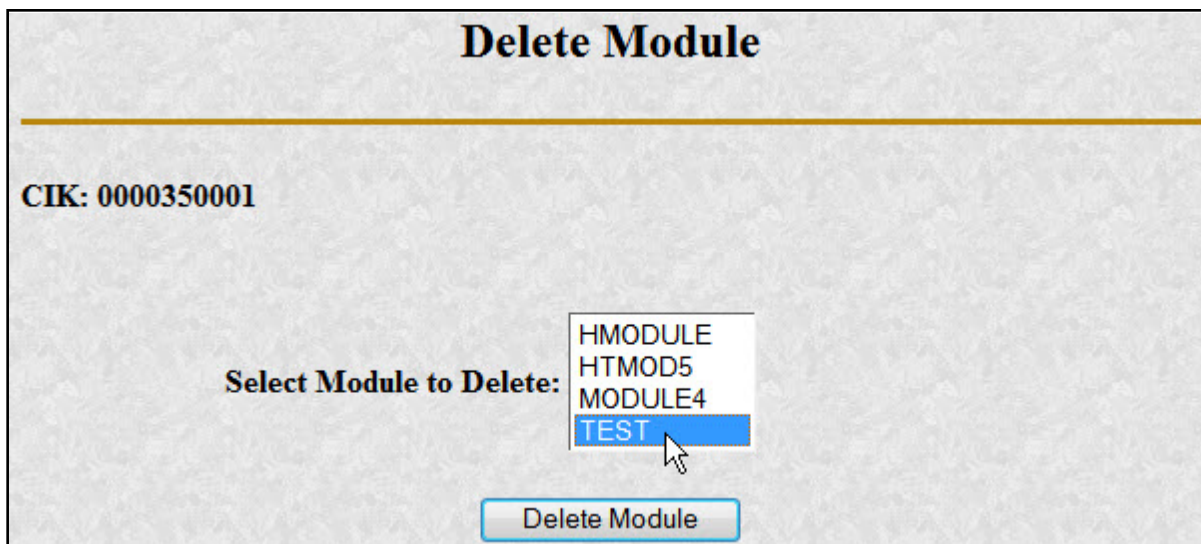 Delete Module
CIK: 0000350001
HMODULE
HTMOD5
Select Module to Delete:
MODULE4
TEST
Delete Module